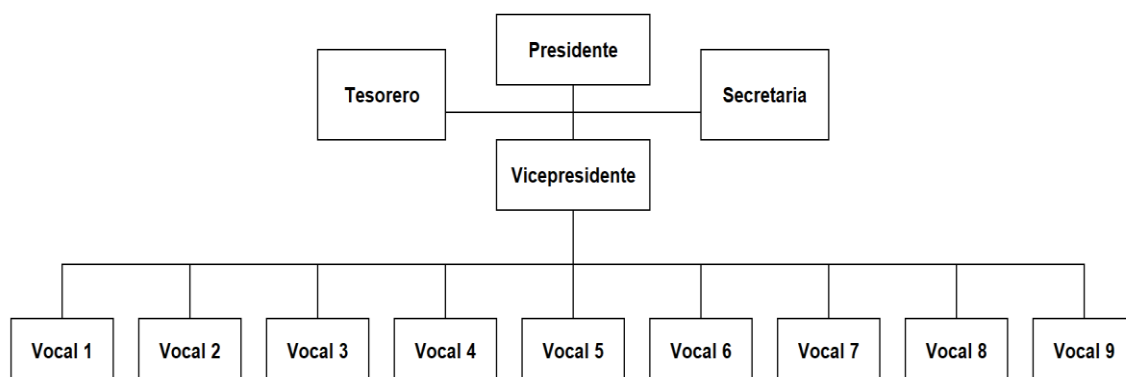 Presidente
Tesorero
Secretaria
Vicepresidente
Vocal 1
Vocal 2
Vocal 3
Vocal 4
Vocal 5
Vocal 6
Vocal 7
Vocal 8
Vocal 9